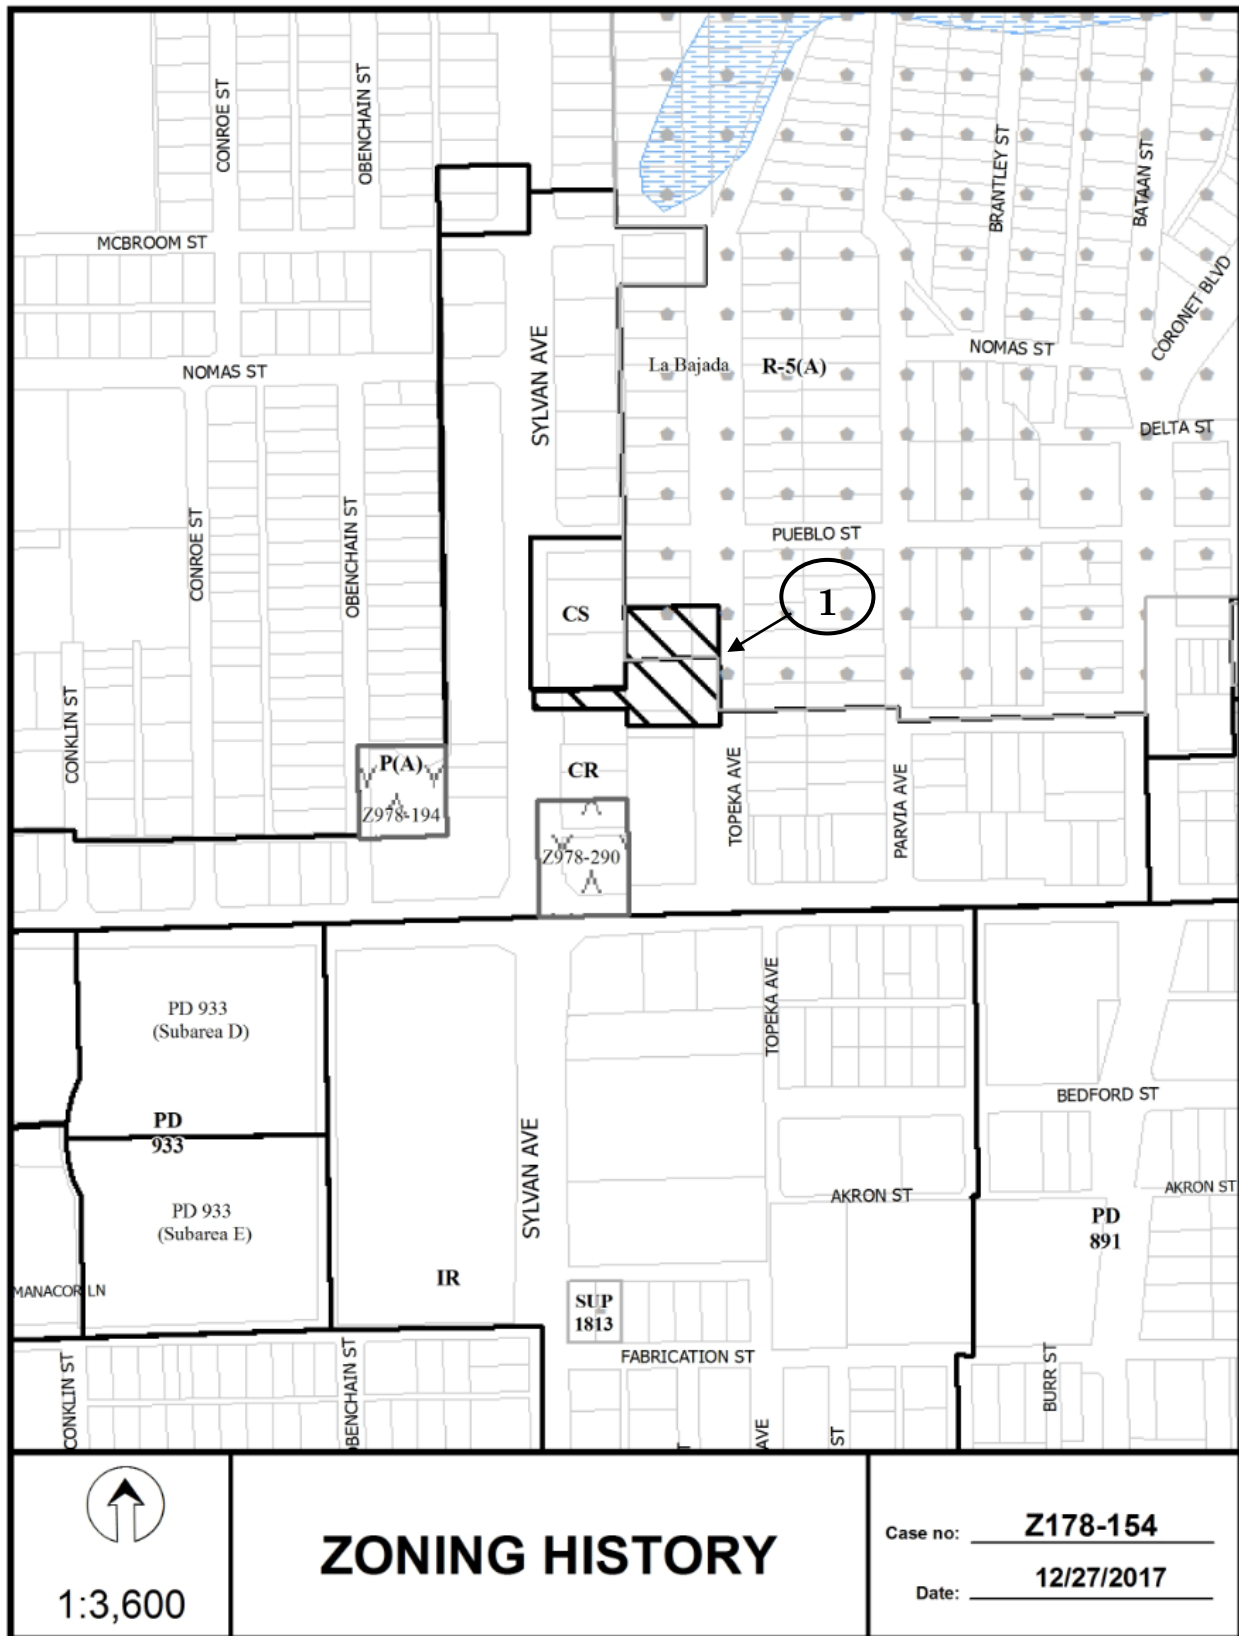 CONROE ST
OBENCHAIN ST
BRANTLEY ST
BATAAN ST
MCBROOM ST
CORONET BLVD
SYLVAN AVE
NOMAS ST
La Bajada
R-5(A)
NOMAS ST
DELTA ST
CONROE ST
OBENCHAIN ST
PUEBLO ST
CS
1
CONKLIN ST
P(A)
Z978-194
CR
TOPEKA AVE
PARVIA AVE
Z978-290
PD 933
(Subarea D)
TOPEKA AVE
BEDFORD ST
PD
933
SYLVAN AVE
AKRON ST
AKRON ST
PD 933
(Subarea E)
PD
891
IR
MANACOR LN
SUP
1813
FABRICATION ST
CONKLIN ST
BENCHAIN ST
BURR ST
AVE
ST
1:3,600
ZONING HISTORY
Case no: Z178-154
Date: 12/27/2017